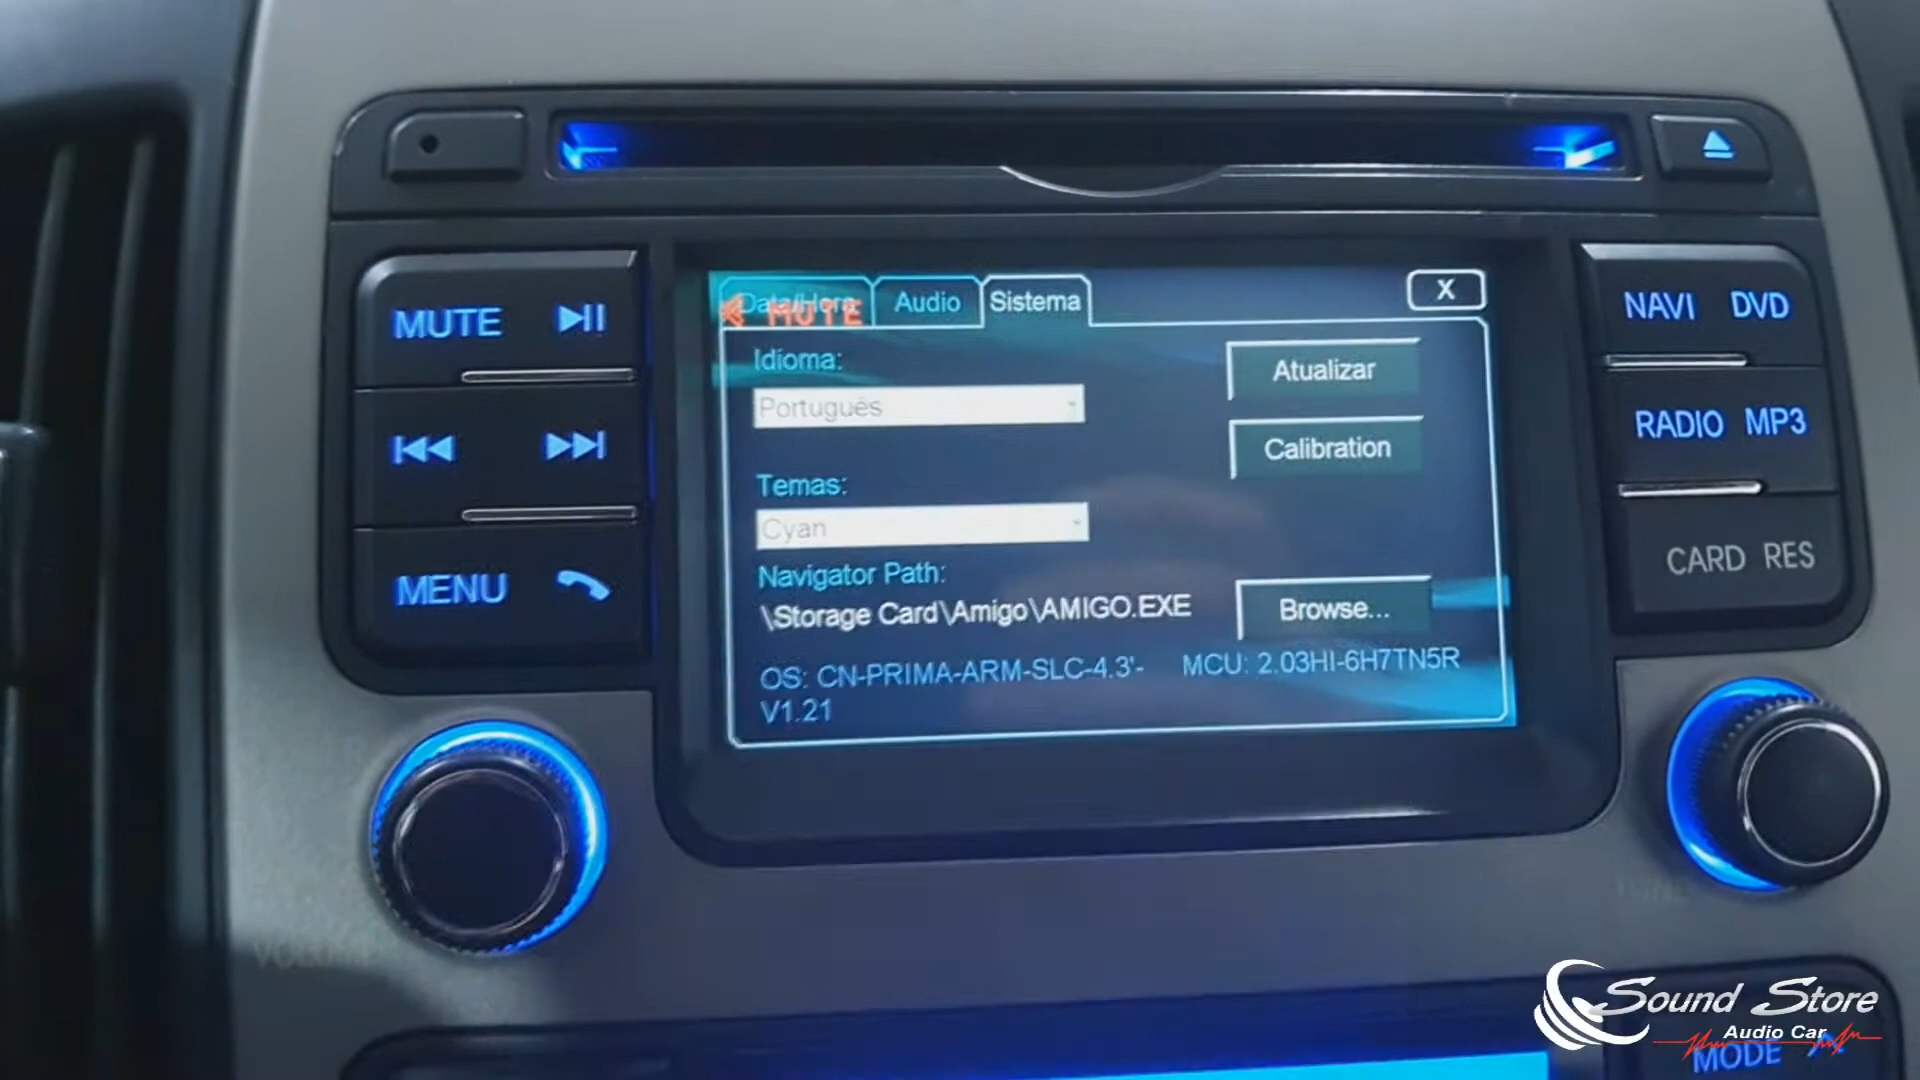 Data/Hora Audio Sistema X
MUTE
MUTE
NAVI DVD
Idioma:
Português
Atualizar
Calibration
RADIO MP3
Temas:
Cyan
CARD RES
MENU
Navigator Path:
\Storage Card\Amigo\AMIGO.EXE
Browse...
OS: CN-PRIMA-ARM-SLC-4.3'-
V1.21
MCU: 2.03HI-6H7TN5R
Sound Store
Audio Car
MODE